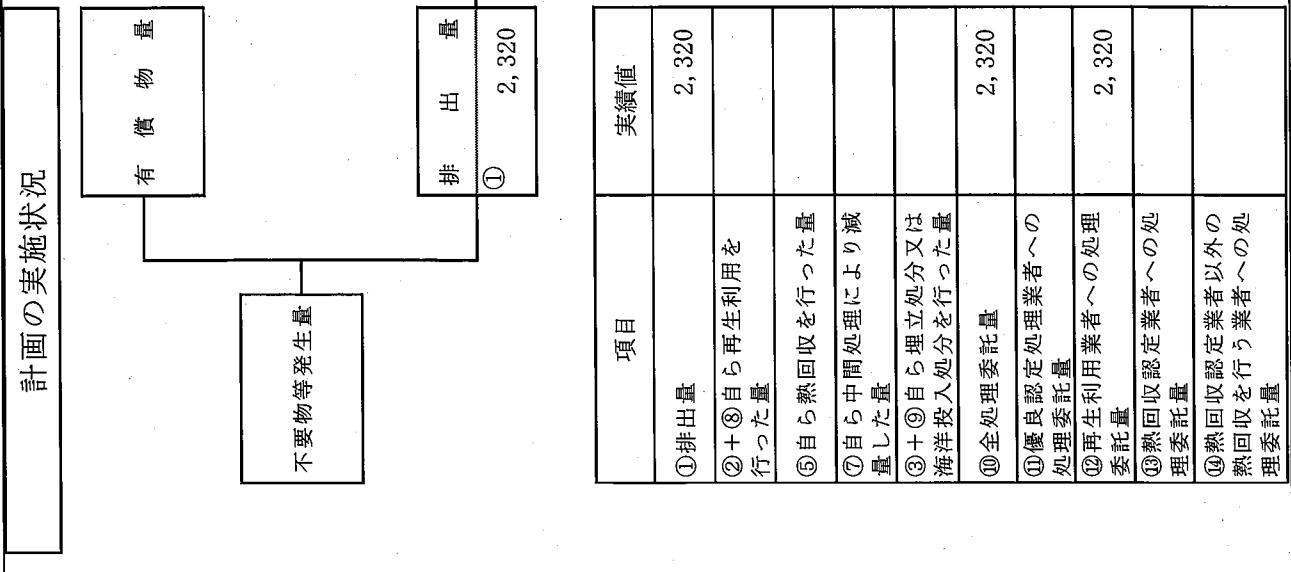 計画の実施状況
有償物量
不要物等発生量
排出量
①
2,320
項目
実績値
①排出量
2,320
②+⑧自ら再生利用を
行った量
⑤自ら熱回収を行った量
⑦自ら中間処理により減
量した量
③+⑨自ら埋立処分又は
海洋投入処分を行った量
⑩全処理委託量
2,320
⑪優良認定処理業者への
処理委託量
⑫再生利用業者への処理
委託量
2,320
⑬熱回収認定業者への処
理委託量
⑭熱回収認定業者以外の
熱回収を行う業者への処
理委託量